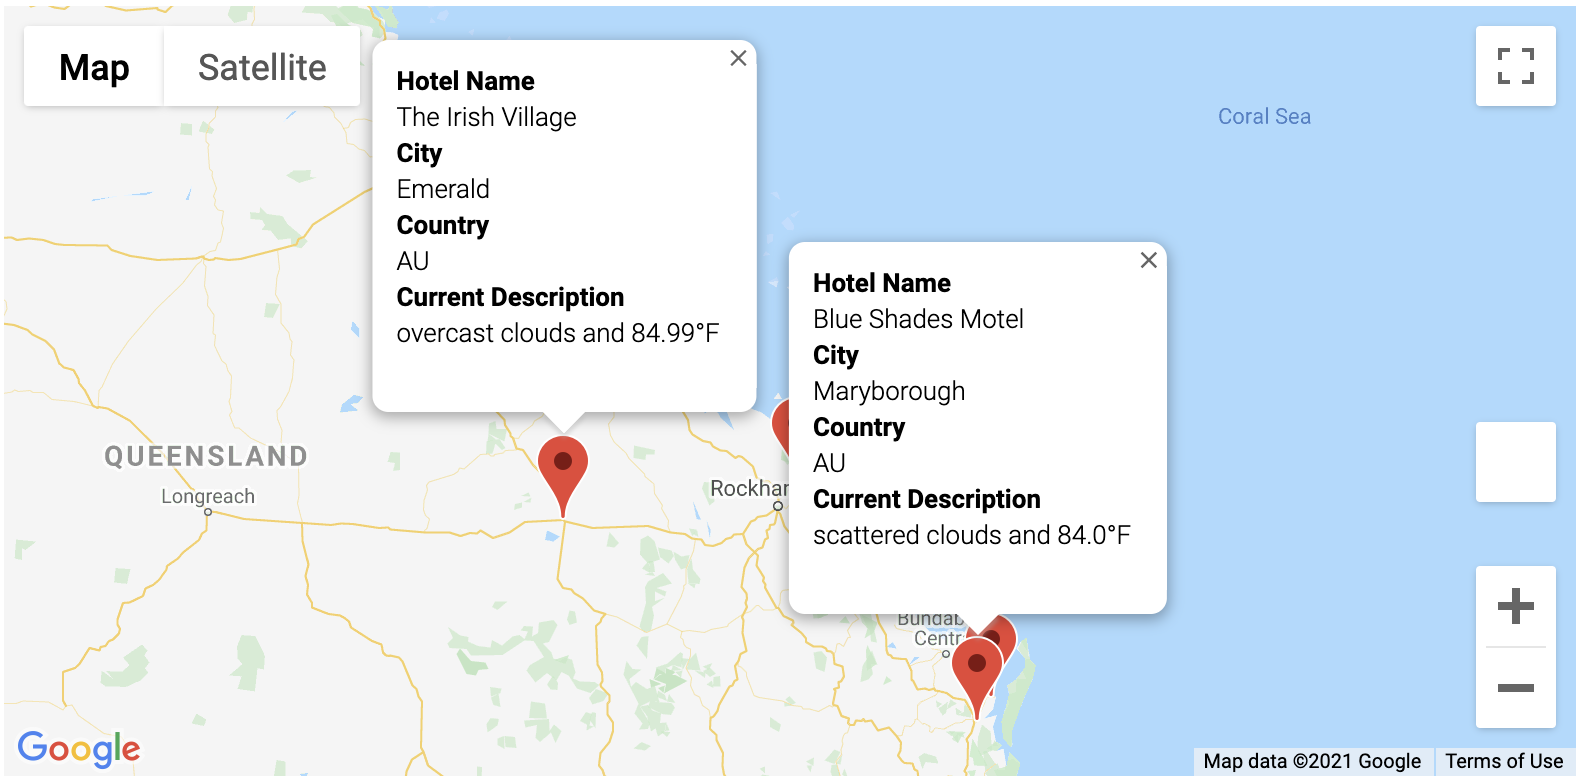 Map
Satellite
Hotel Name
The Irish Village
City
Emerald
Country
AU
Current Description
overcast clouds and 84.99°F
Coral Sea
Hotel Name
Blue Shades Motel
City
Maryborough
Country
AU
Current Description
scattered clouds and 84.0°F
QUEENSLAND
Longreach
Rockhar
Bundab
Centr
Google
Map data ©2021 Google
Terms of Use